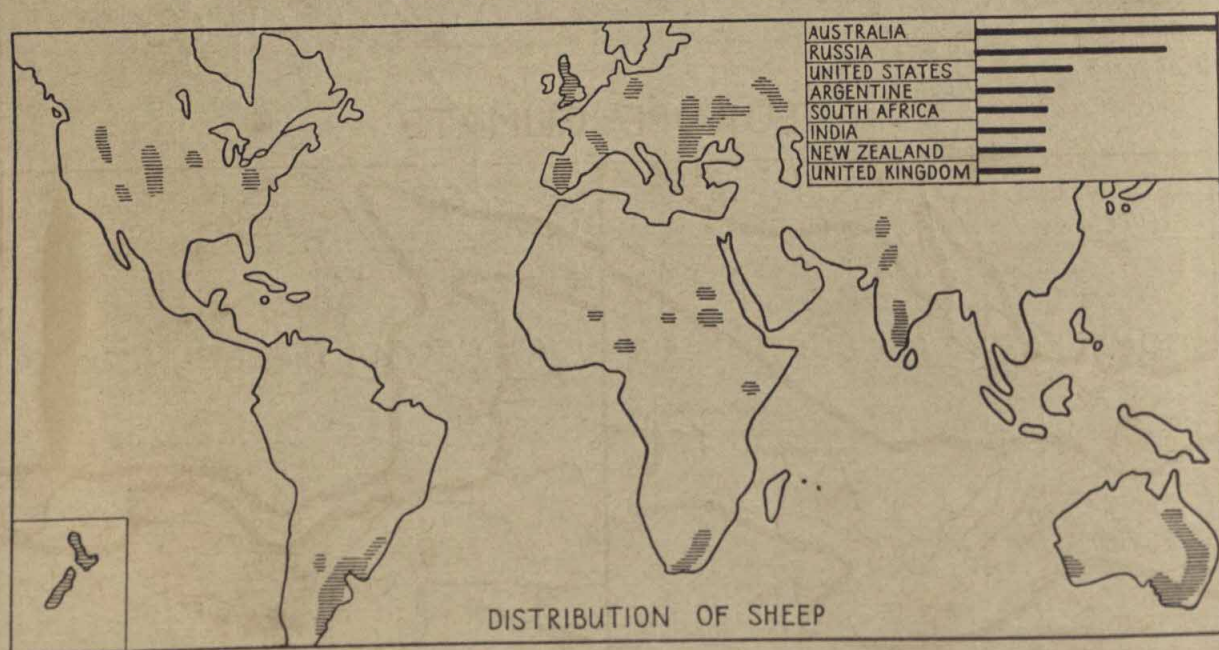 AUSTRALIA
RUSSIA
UNITED STATES
ARGENTINE
SOUTH AFRICA
INDIA
NEW ZEALAND
UNITED KINGDOM
DISTRIBUTION OF SHEEP